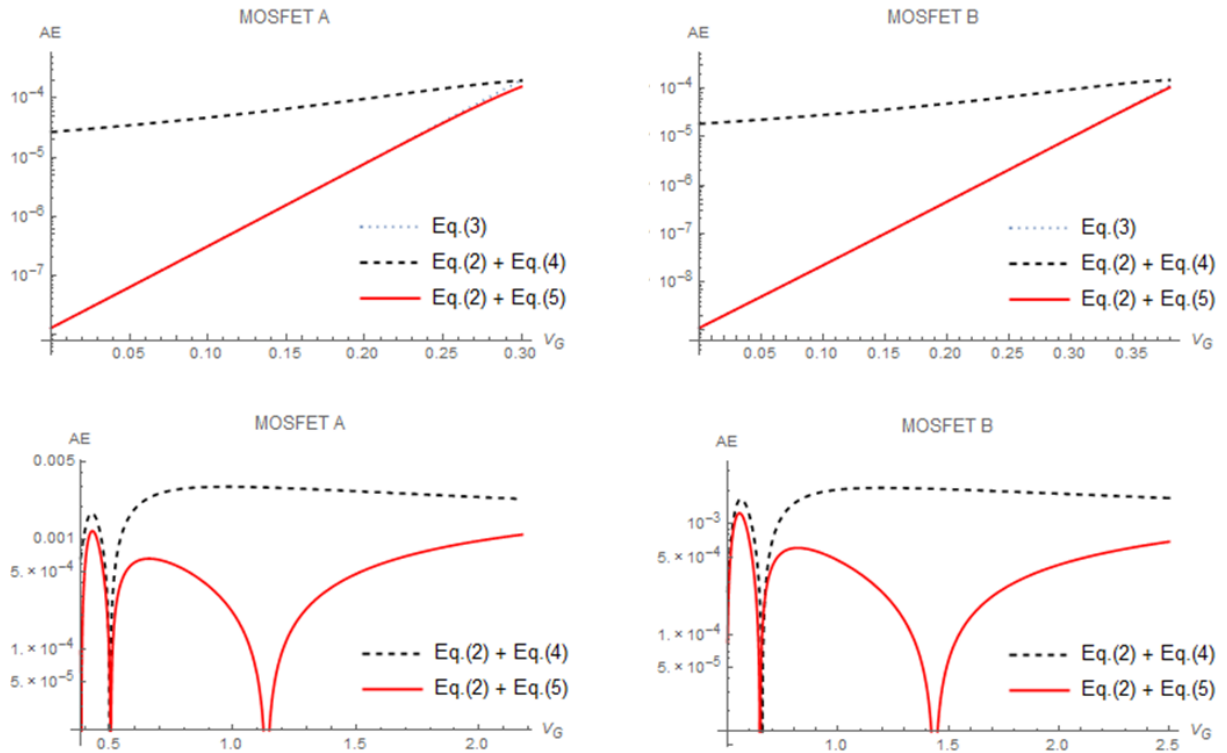 MOSFET A
AE
10⁻⁴
10⁻⁵
10⁻⁶
10⁻⁷
Eq.(3)
Eq.(2) + Eq.(4)
Eq.(2) + Eq.(5)
0.05 0.10 0.15 0.20 0.25 0.30 V_G
MOSFET B
AE
10⁻⁴
10⁻⁵
10⁻⁶
10⁻⁷
10⁻⁸
Eq.(3)
Eq.(2) + Eq.(4)
Eq.(2) + Eq.(5)
0.05 0.10 0.15 0.20 0.25 0.30 0.35 V_G
MOSFET A
AE
0.005
0.001
5. × 10⁻⁴
1. × 10⁻⁴
5. × 10⁻⁵
Eq.(2) + Eq.(4)
Eq.(2) + Eq.(5)
0.5 1.0 1.5 2.0 V_G
MOSFET B
AE
10⁻³
5. × 10⁻⁴
1. × 10⁻⁴
5. × 10⁻⁵
Eq.(2) + Eq.(4)
Eq.(2) + Eq.(5)
1.0 1.5 2.0 2.5 V_G